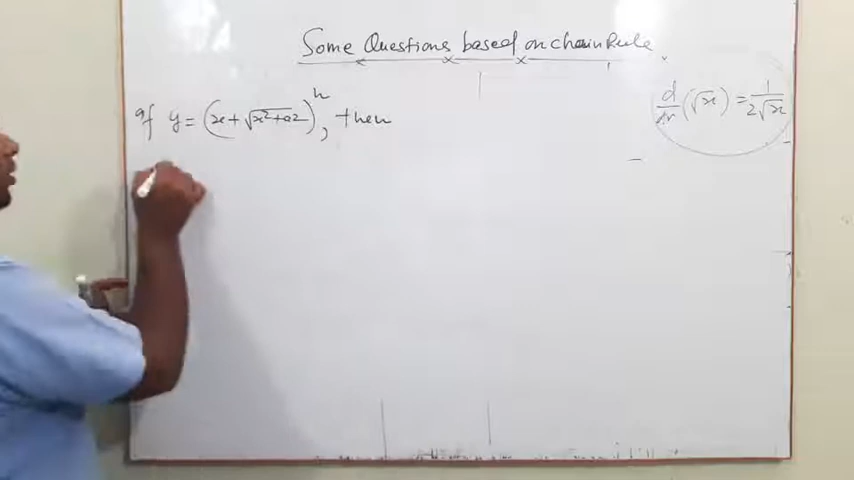 Some Questions based on chain Rule.
If y = (x + √x²+a2)ⁿ, then
d/dx (√x) = 1/2√x